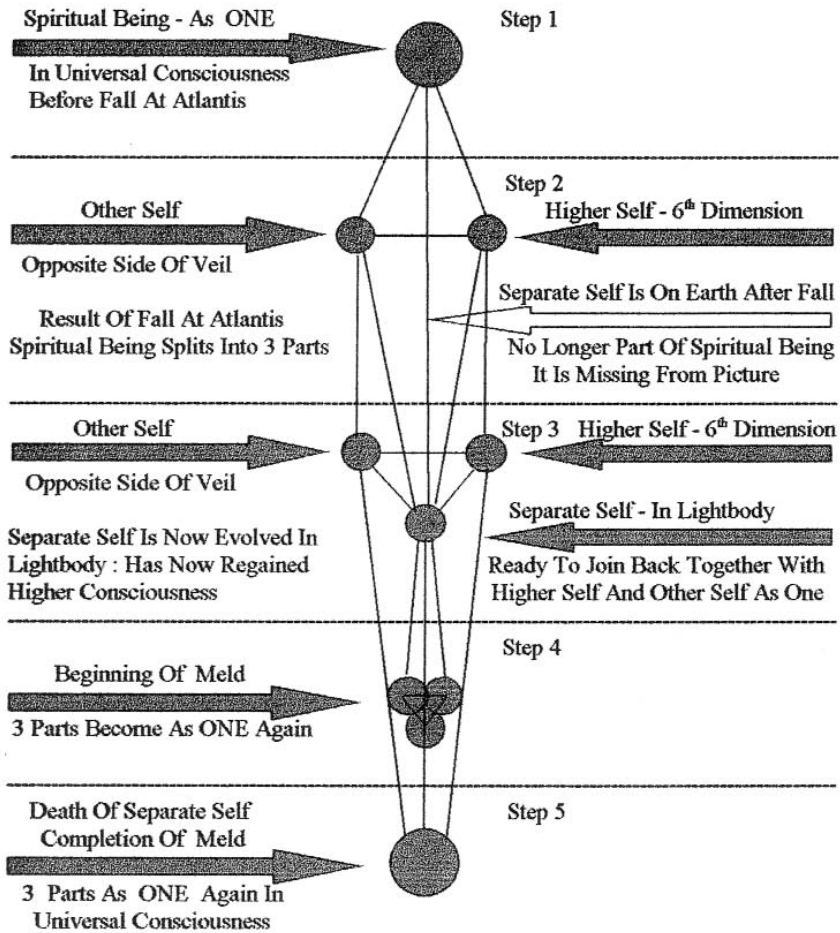 Spiritual Being - As ONE
Step 1
In Universal Consciousness
Before Fall At Atlantis
Step 2
Other Self
Higher Self - 6th Dimension
Opposite Side Of Veil
Separate Self Is On Earth After Fall
Result Of Fall At Atlantis
Spiritual Being Splits Into 3 Parts
No Longer Part Of Spiritual Being
It Is Missing From Picture
Other Self
Step 3
Higher Self - 6th Dimension
Opposite Side Of Veil
Separate Self - In Lightbody
Separate Self Is Now Evolved In
Lightbody : Has Now Regained
Higher Consciousness
Ready To Join Back Together With
Higher Self And Other Self As One
Step 4
Beginning Of Meld
3 Parts Become As ONE Again
Step 5
Death Of Separate Self
Completion Of Meld
3 Parts As ONE Again In
Universal Consciousness